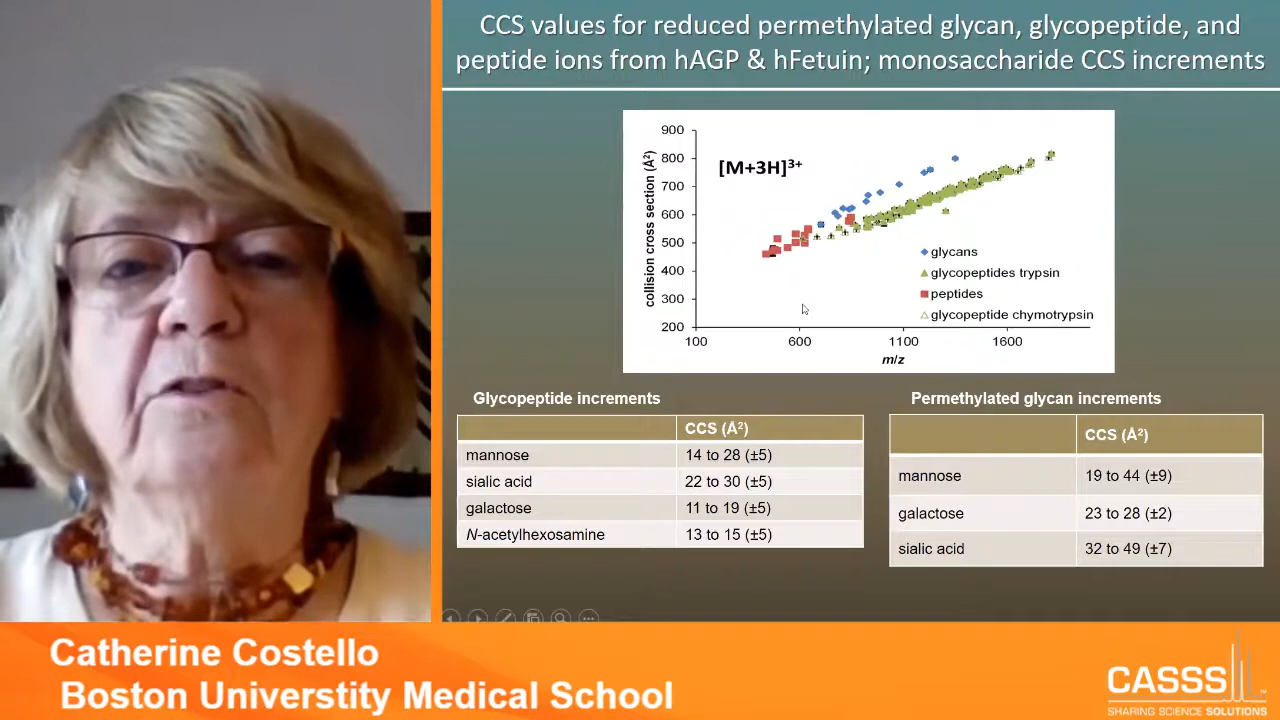 CCS values for reduced permethylated glycan, glycopeptide, and
peptide ions from hAGP & hFetuin; monosaccharide CCS increments
900
800
700
600
500
400
300
200
collision cross section (Å²)
[M+3H]³⁺
glycans
glycopeptides trypsin
peptides
glycopeptide chymotrypsin
100 600 1100 1600
m/z
Glycopeptide increments
CCS (Å²)
mannose 14 to 28 (±5)
sialic acid 22 to 30 (±5)
galactose 11 to 19 (±5)
N-acetylhexosamine 13 to 15 (±5)
Permethylated glycan increments
CCS (Å²)
mannose 19 to 44 (±9)
galactose 23 to 28 (±2)
sialic acid 32 to 49 (±7)
Catherine Costello
Boston Universtity Medical School
CASSS
SHARING SCIENCE SOLUTIONS